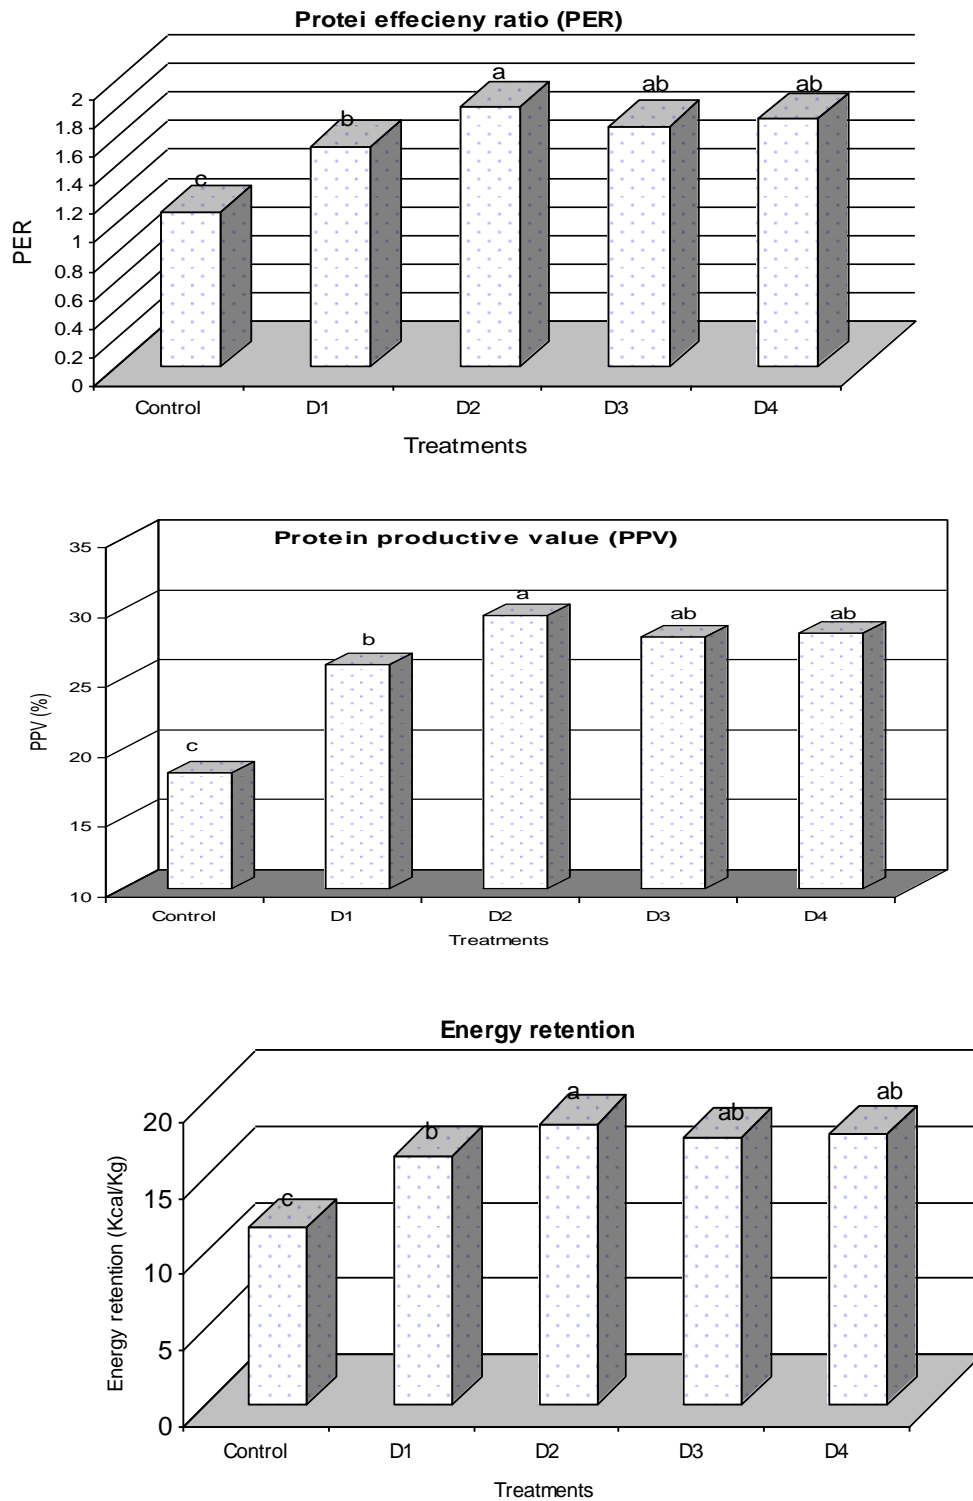 Protei effecieny ratio (PER)
PER
2
1.8
1.6
1.4
1.2
1
0.8
0.6
0.4
0.2
0
c
b
a
ab
ab
Control D1 D2 D3 D4
Treatments
Protein productive value (PPV)
PPV (%)
35
30
25
20
15
10
c
b
a
ab
ab
Control D1 D2 D3 D4
Treatments
Energy retention
Energy retention (Kcal/Kg)
20
15
10
5
0
c
b
a
ab
ab
Control D1 D2 D3 D4
Treatments